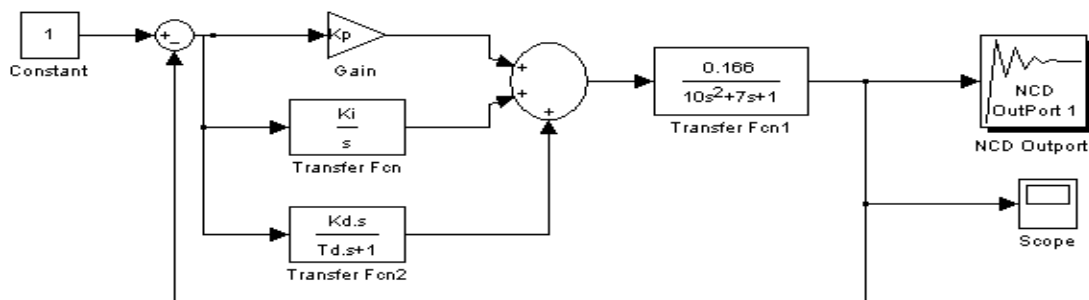 1
Constant
+
−
Kp
Gain
Ki
s
Transfer Fcn
Kd.s
Td.s+1
Transfer Fcn2
+
+
+
0.166
10s²+7s+1
Transfer Fcn1
NCD
OutPort 1
NCD Outport
Scope